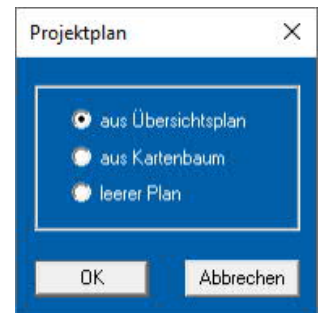 Projektplan
aus Übersichtsplan
aus Kartenbaum
leerer Plan
OK Abbrechen